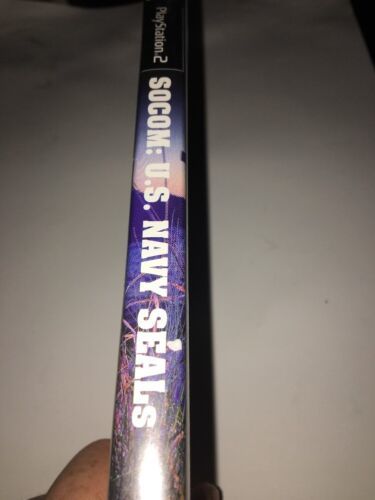 PlayStation.2
SOCOM: U.S. NAVY SEALS